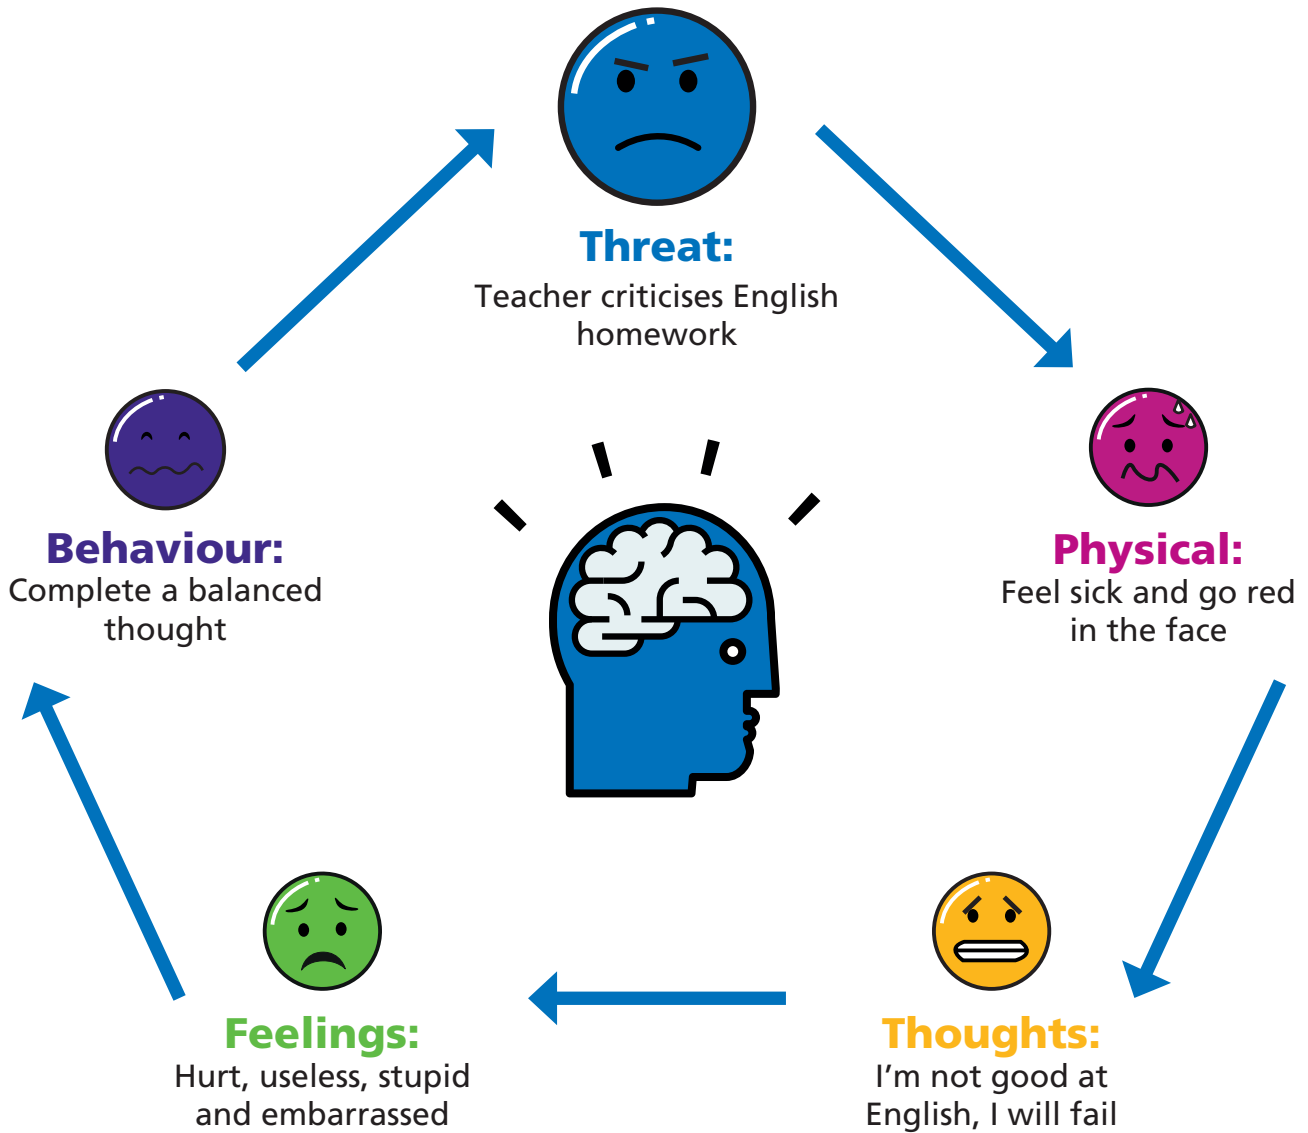 Threat:
Teacher criticises English
homework
Physical:
Feel sick and go red
in the face
Thoughts:
I'm not good at
English, I will fail
Feelings:
Hurt, useless, stupid
and embarrassed
Behaviour:
Complete a balanced
thought